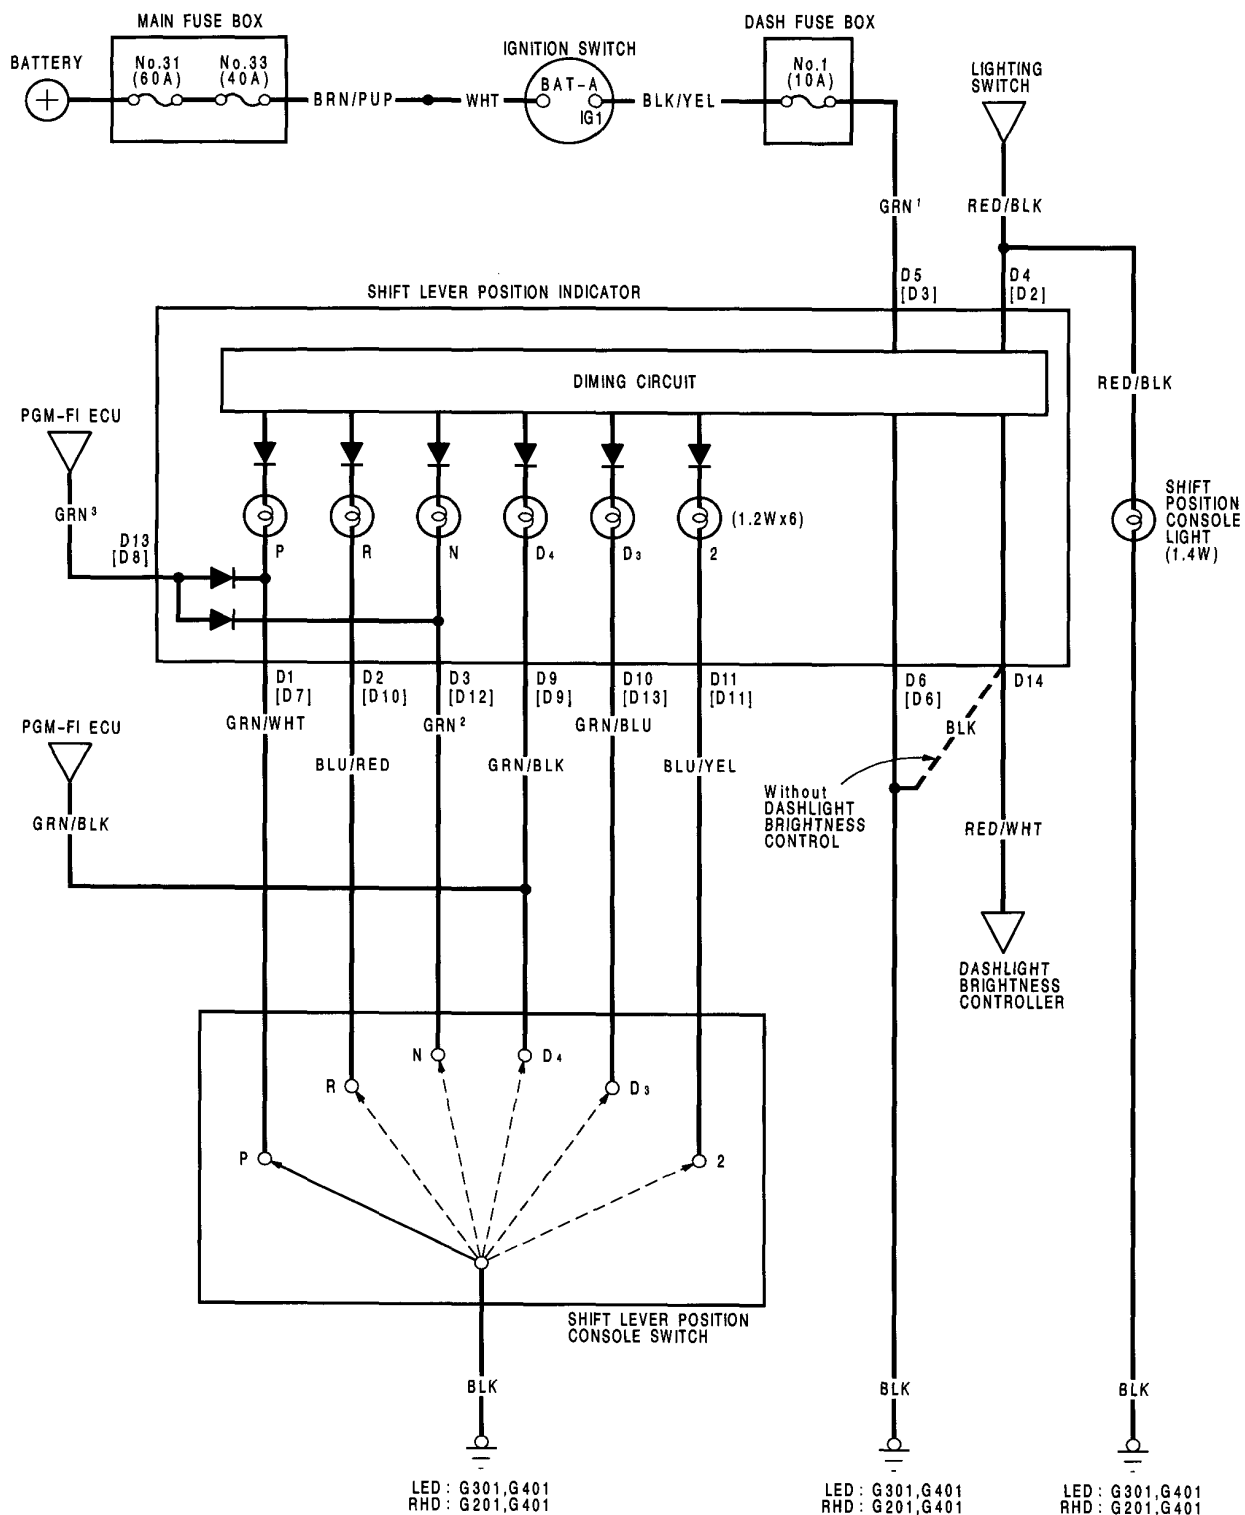 MAIN FUSE BOX
DASH FUSE BOX
BATTERY
No.31
(60A)
No.33
(40A)
IGNITION SWITCH
No.1
(10A)
LIGHTING
SWITCH
BRN/PUP
WHT
BAT-A
IG1
BLK/YEL
GRN1
RED/BLK
D5
[D3]
D4
[D2]
SHIFT LEVER POSITION INDICATOR
DIMING CIRCUIT
RED/BLK
PGM-FI ECU
GRN3
D13
[D8]
P
R
N
D4
D3
2
(1.2Wx6)
SHIFT
POSITION
CONSOLE
LIGHT
(1.4W)
D1
[D7]
D2
[D10]
D3
[D12]
D9
[D9]
D10
[D13]
D11
[D11]
D6
[D6]
D14
PGM-FI ECU
GRN/WHT
GRN2
GRN/BLU
BLK
BLU/RED
GRN/BLK
BLU/YEL
Without
DASHLIGHT
BRIGHTNESS
CONTROL
GRN/BLK
RED/WHT
DASHLIGHT
BRIGHTNESS
CONTROLLER
N
D4
R
D3
P
2
SHIFT LEVER POSITION
CONSOLE SWITCH
BLK
BLK
BLK
LED: G301,G401
RHD: G201,G401
LED: G301,G401
RHD: G201,G401
LED: G301,G401
RHD: G201,G401